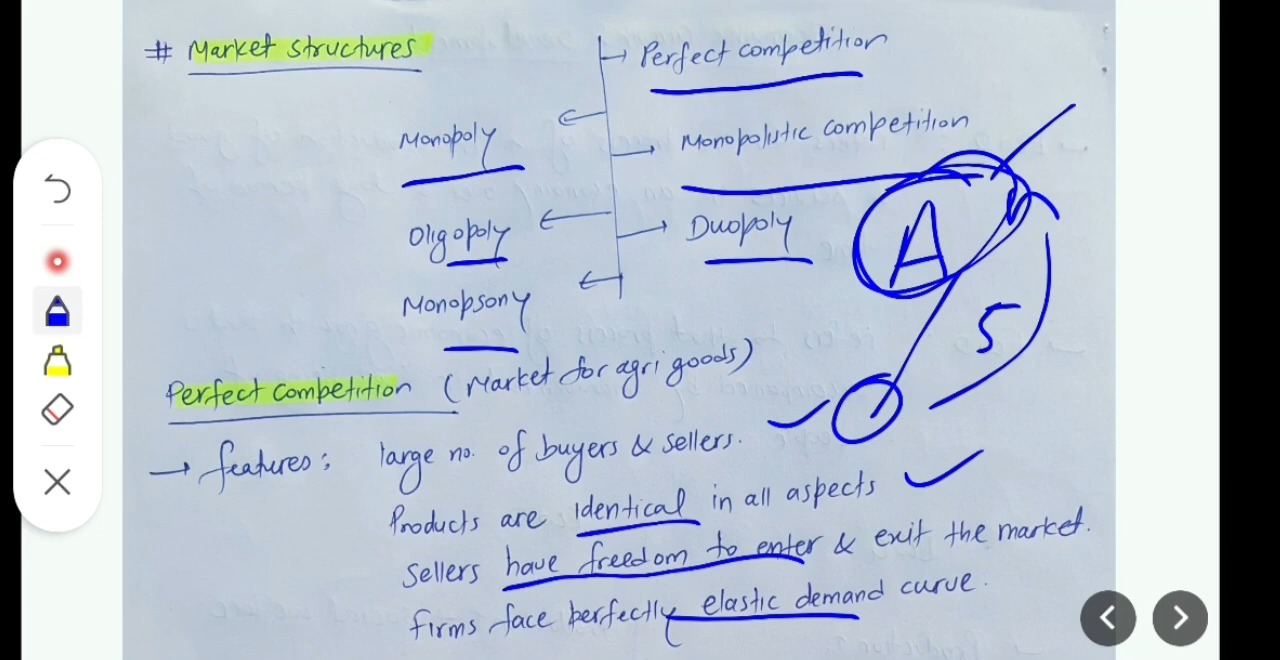 # Market structures
Perfect competition
Monopoly
Monopolistic competition
Oligopoly
Duopoly
A
Monopsony
5
Perfect competition (Market for agri goods)
→ features: large no. of buyers & sellers.
Products are identical in all aspects
Sellers have freedom to enter & exit the market.
firms face perfectly elastic demand curve.